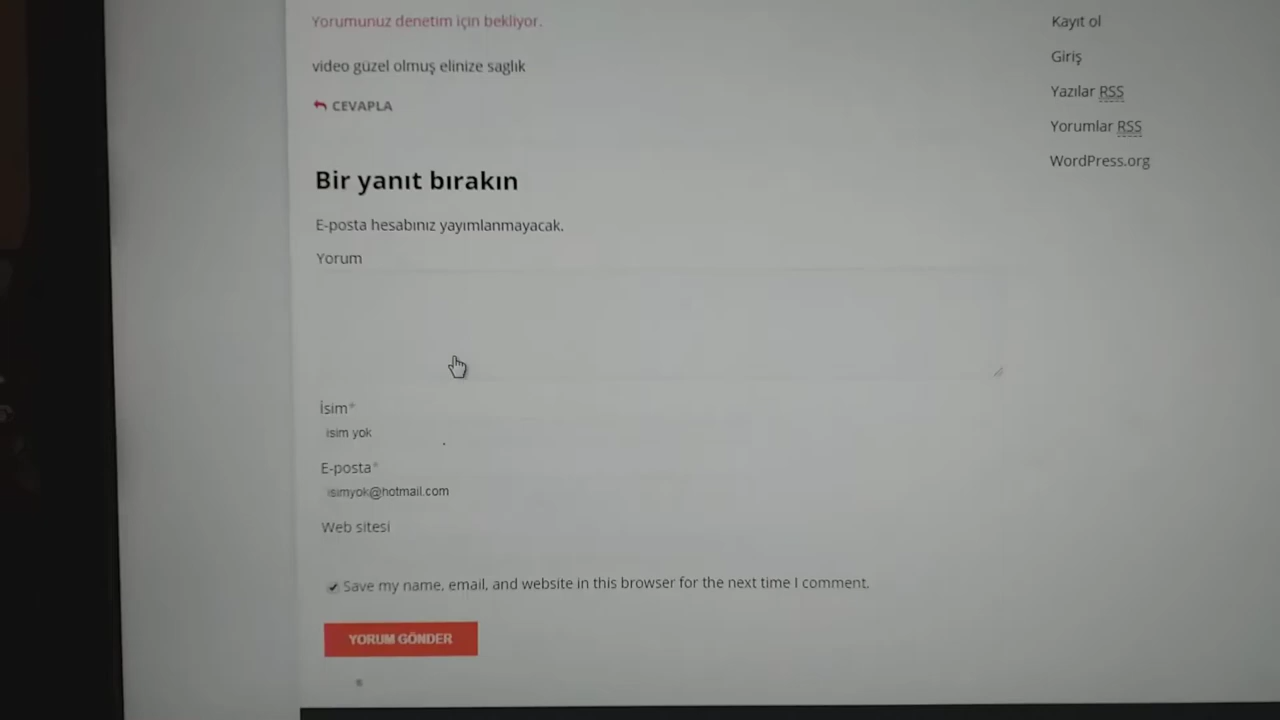 Yorumunuz denetim için bekliyor.
video güzel olmuş elinize saglık
CEVAPLA
Bir yanıt bırakın
E-posta hesabınız yayımlanmayacak.
Yorum
İsim*
isim yok
E-posta*
isimyok@hotmail.com
Web sitesi
Save my name, email, and website in this browser for the next time I comment.
YORUM GÖNDER
Kayıt ol
Giriş
Yazılar RSS
Yorumlar RSS
WordPress.org